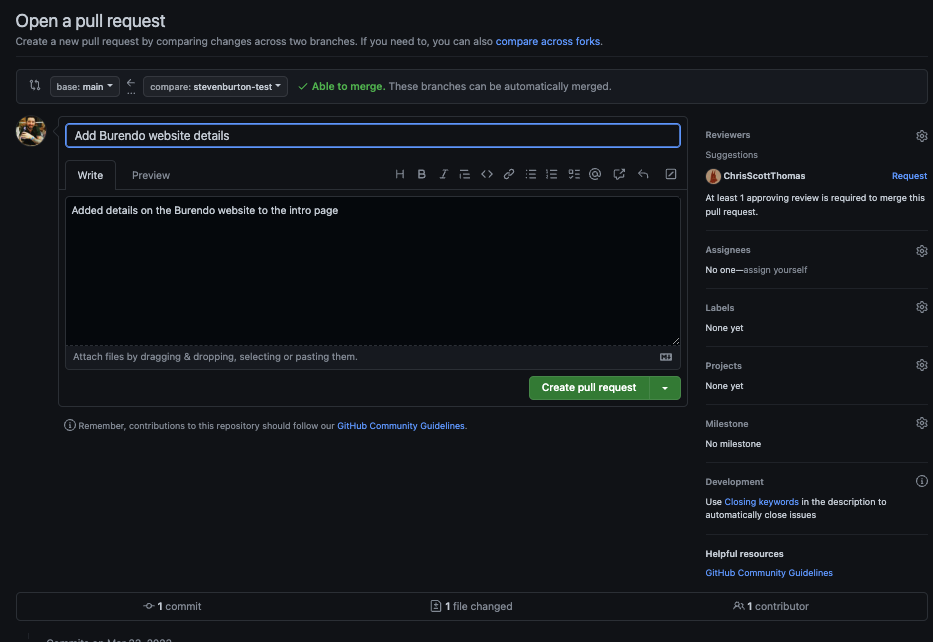 Open a pull request
Create a new pull request by comparing changes across two branches. If you need to, you can also compare across forks.
base: main
compare: stevenburton-test
Able to merge. These branches can be automatically merged.
Add Burendo website details
Write
Preview
Added details on the Burendo website to the intro page
Attach files by dragging & dropping, selecting or pasting them.
Create pull request
Remember, contributions to this repository should follow our GitHub Community Guidelines.
Reviewers
Suggestions
ChrisScottThomas
Request
At least 1 approving review is required to merge this
pull request.
Assignees
No one—assign yourself
Labels
None yet
Projects
None yet
Milestone
No milestone
Development
Use Closing keywords in the description to
automatically close issues
Helpful resources
GitHub Community Guidelines
1 commit
1 file changed
1 contributor